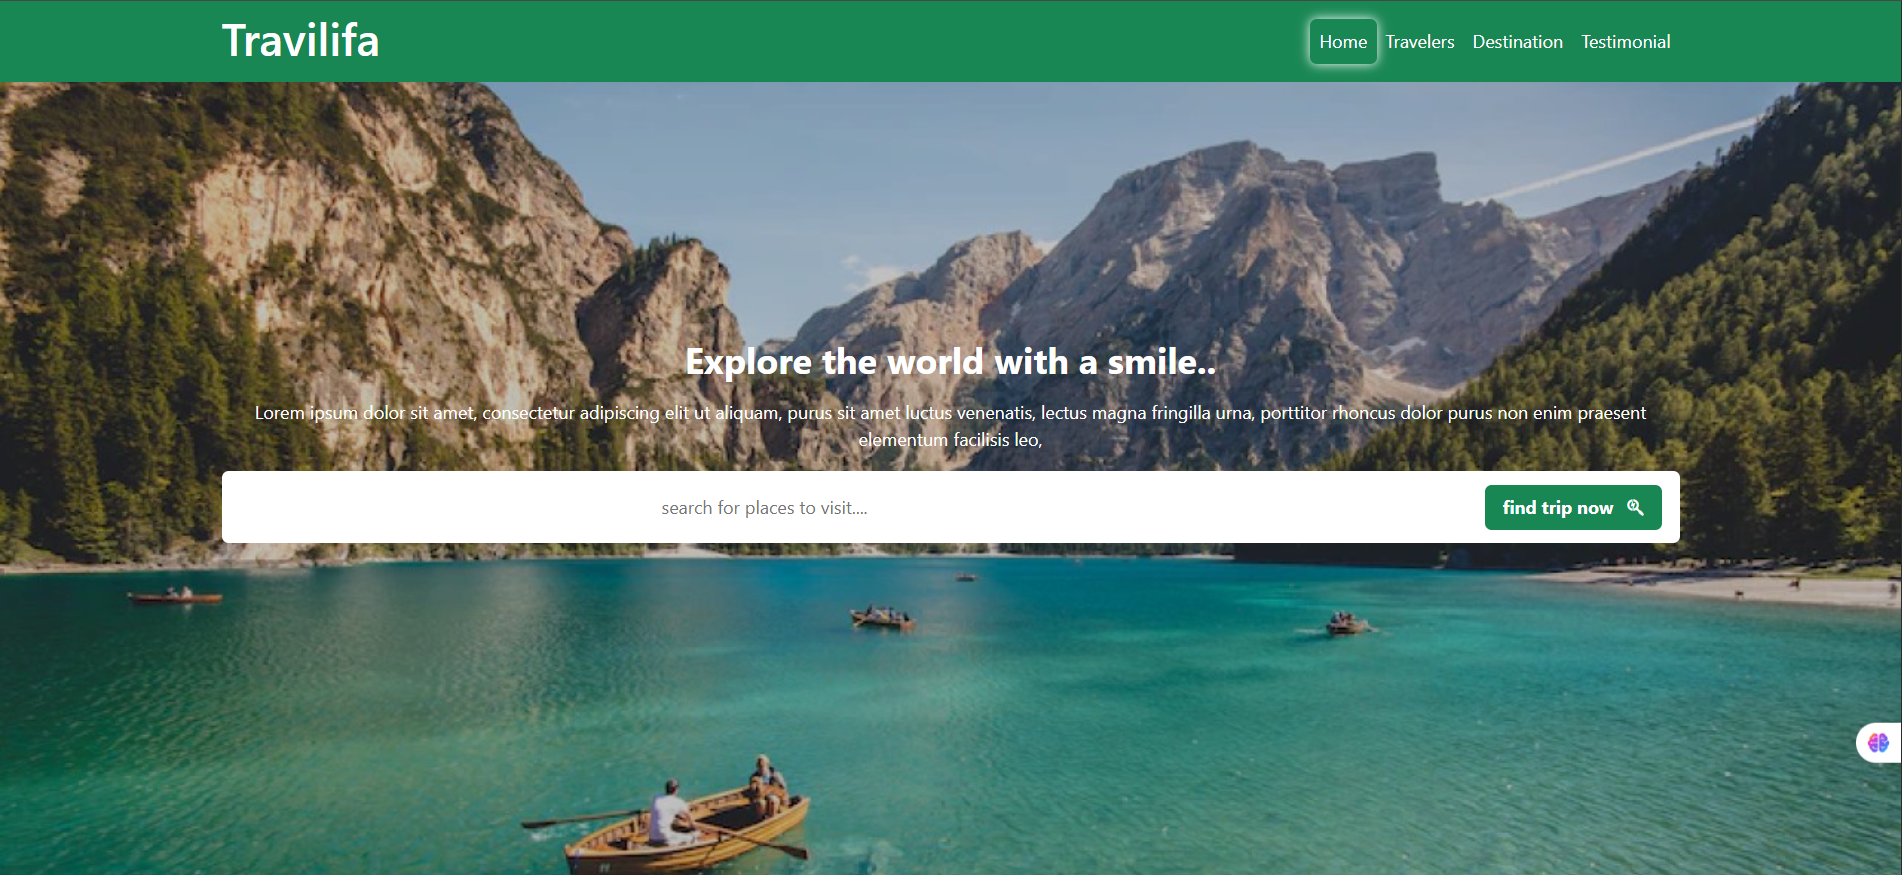 Travilifa
Home Travelers Destination Testimonial
Explore the world with a smile..
Lorem ipsum dolor sit amet, consectetur adipiscing elit ut aliquam, purus sit amet luctus venenatis, lectus magna fringilla urna, porttitor rhoncus dolor purus non enim praesent
elementum facilisis leo,
search for places to visit....
find trip now